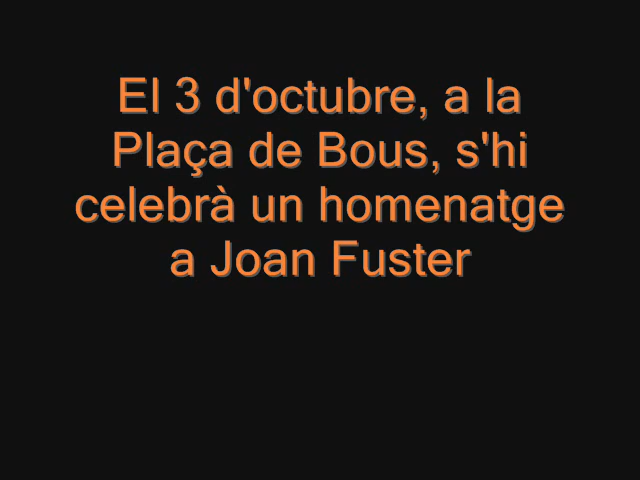 El 3 d'octubre, a la
Plaça de Bous, s'hi
celebrà un homenatge
a Joan Fuster